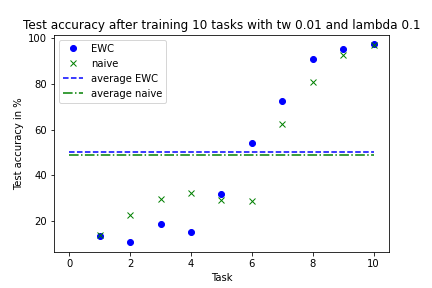 Test accuracy after training 10 tasks with tw 0.01 and lambda 0.1
EWC
naive
average EWC
average naive
Test accuracy in %
100
80
60
40
20
0 2 4 6 8 10
Task